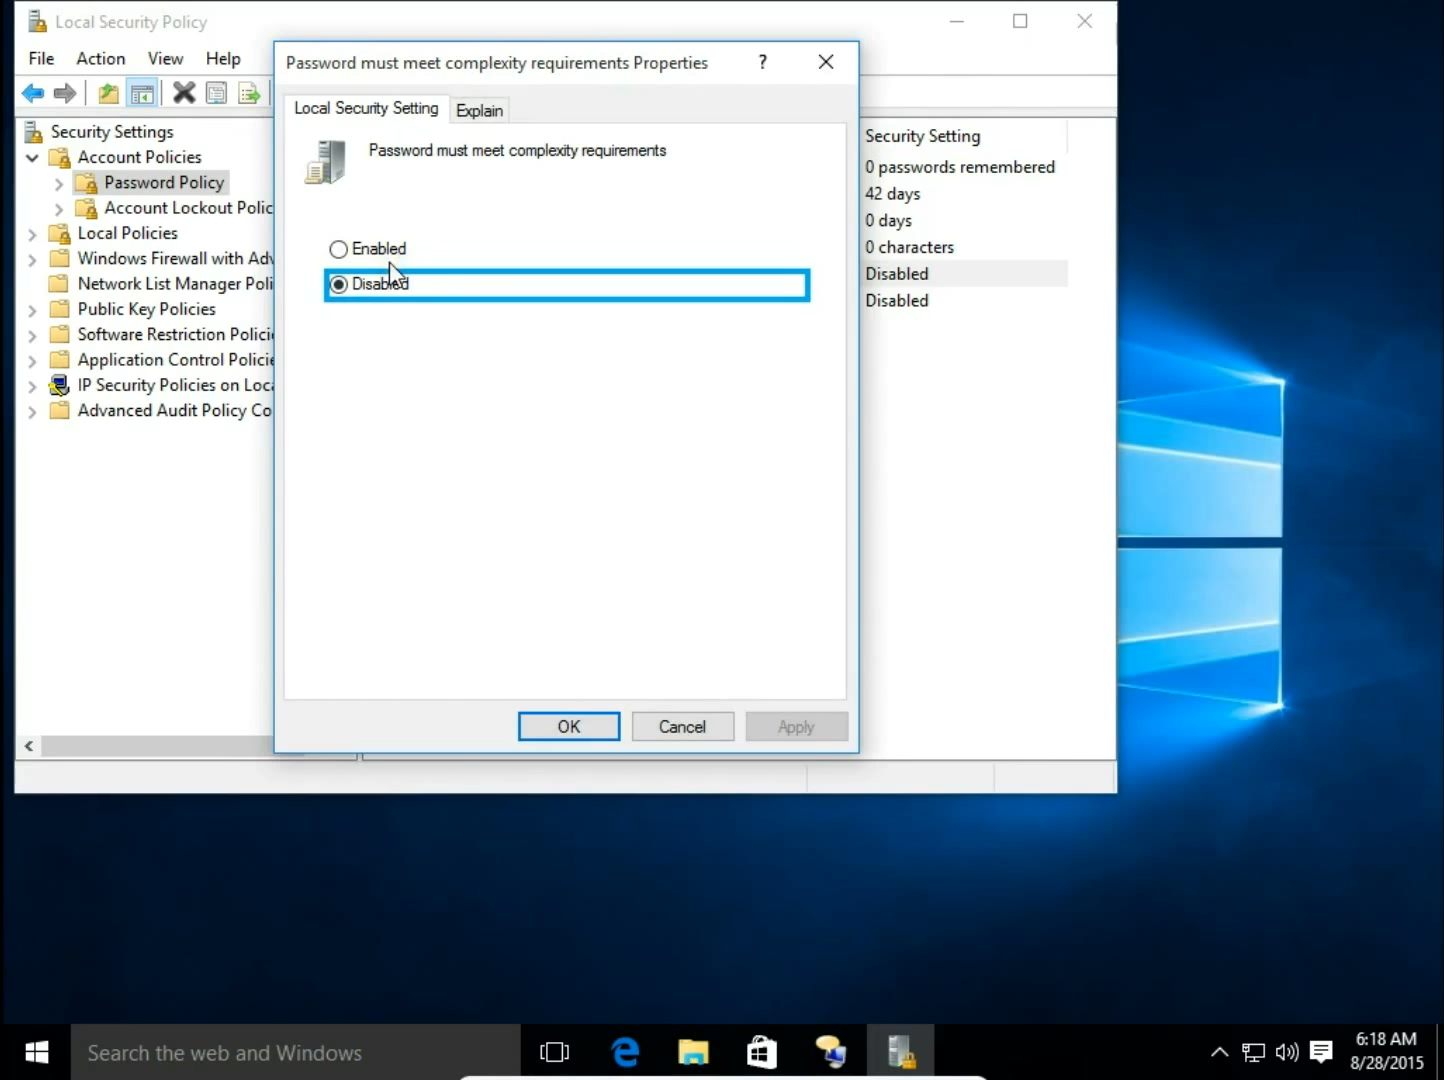 Local Security Policy
File Action View Help
Password must meet complexity requirements Properties
?
Local Security Setting
Explain
Password must meet complexity requirements
Enabled
Disabled
OK
Cancel
Apply
Security Settings
Account Policies
Password Policy
Account Lockout Polic
Local Policies
Windows Firewall with Adv
Network List Manager Poli
Public Key Policies
Software Restriction Polici
Application Control Policie
IP Security Policies on Loca
Advanced Audit Policy Co
Security Setting
0 passwords remembered
42 days
0 days
0 characters
Disabled
Disabled
Search the web and Windows
6:18 AM
8/28/2015